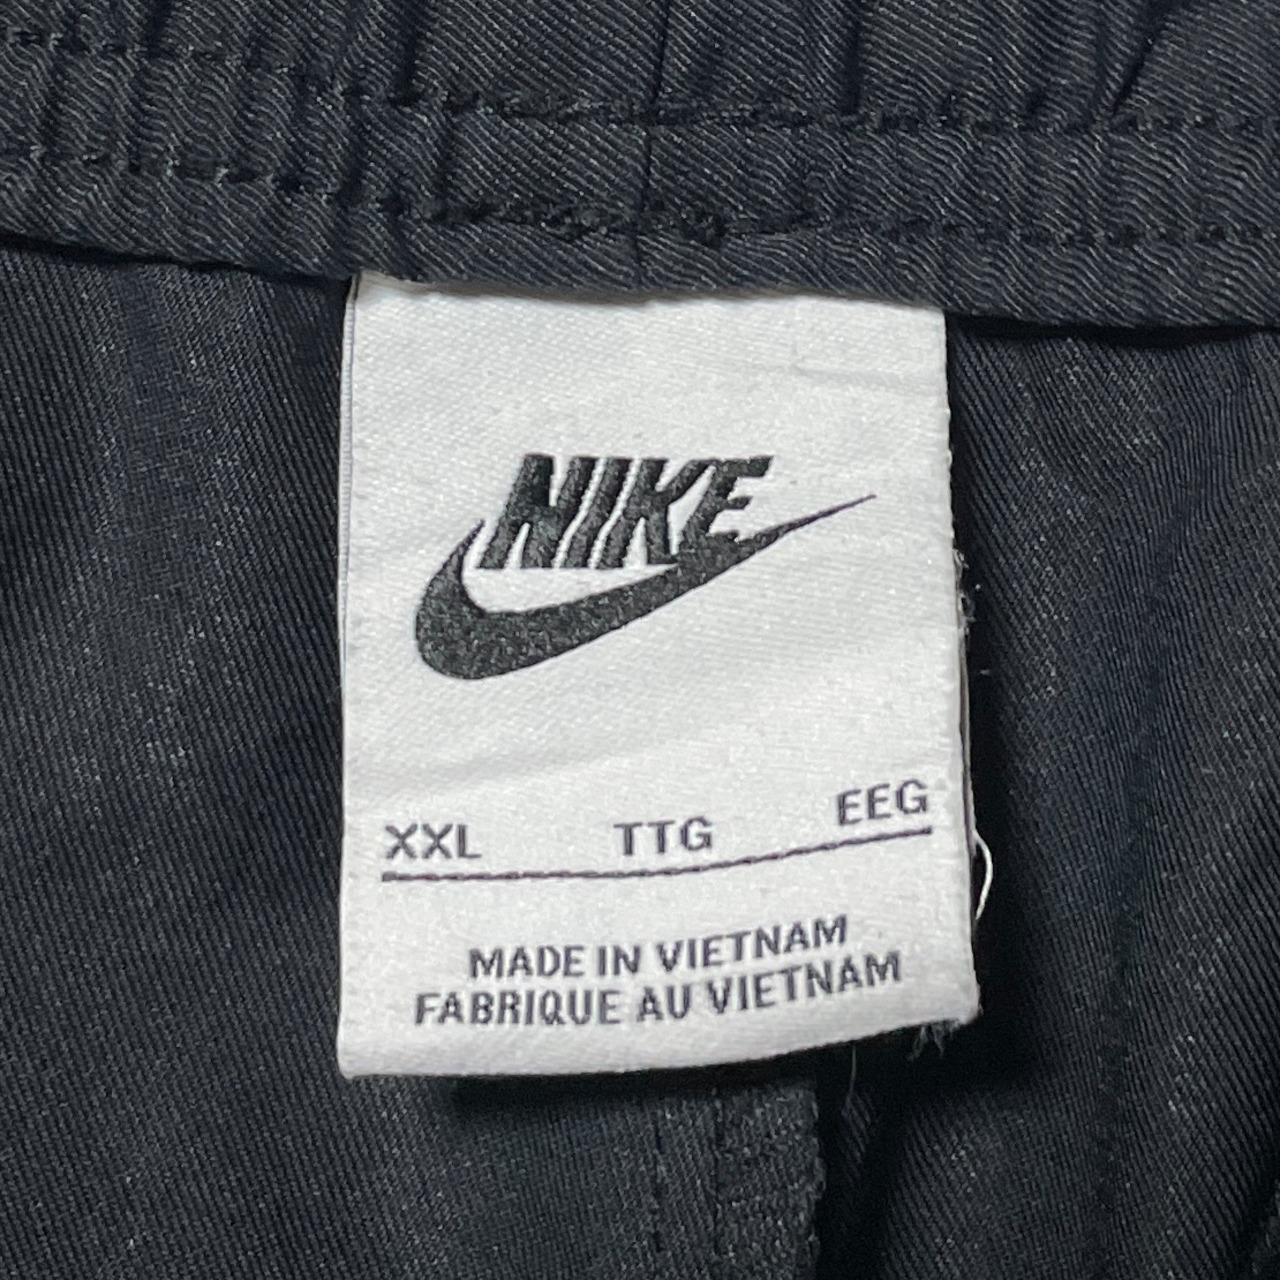 NIKE
XXL TTG EEG
MADE IN VIETNAM
FABRIQUE AU VIETNAM